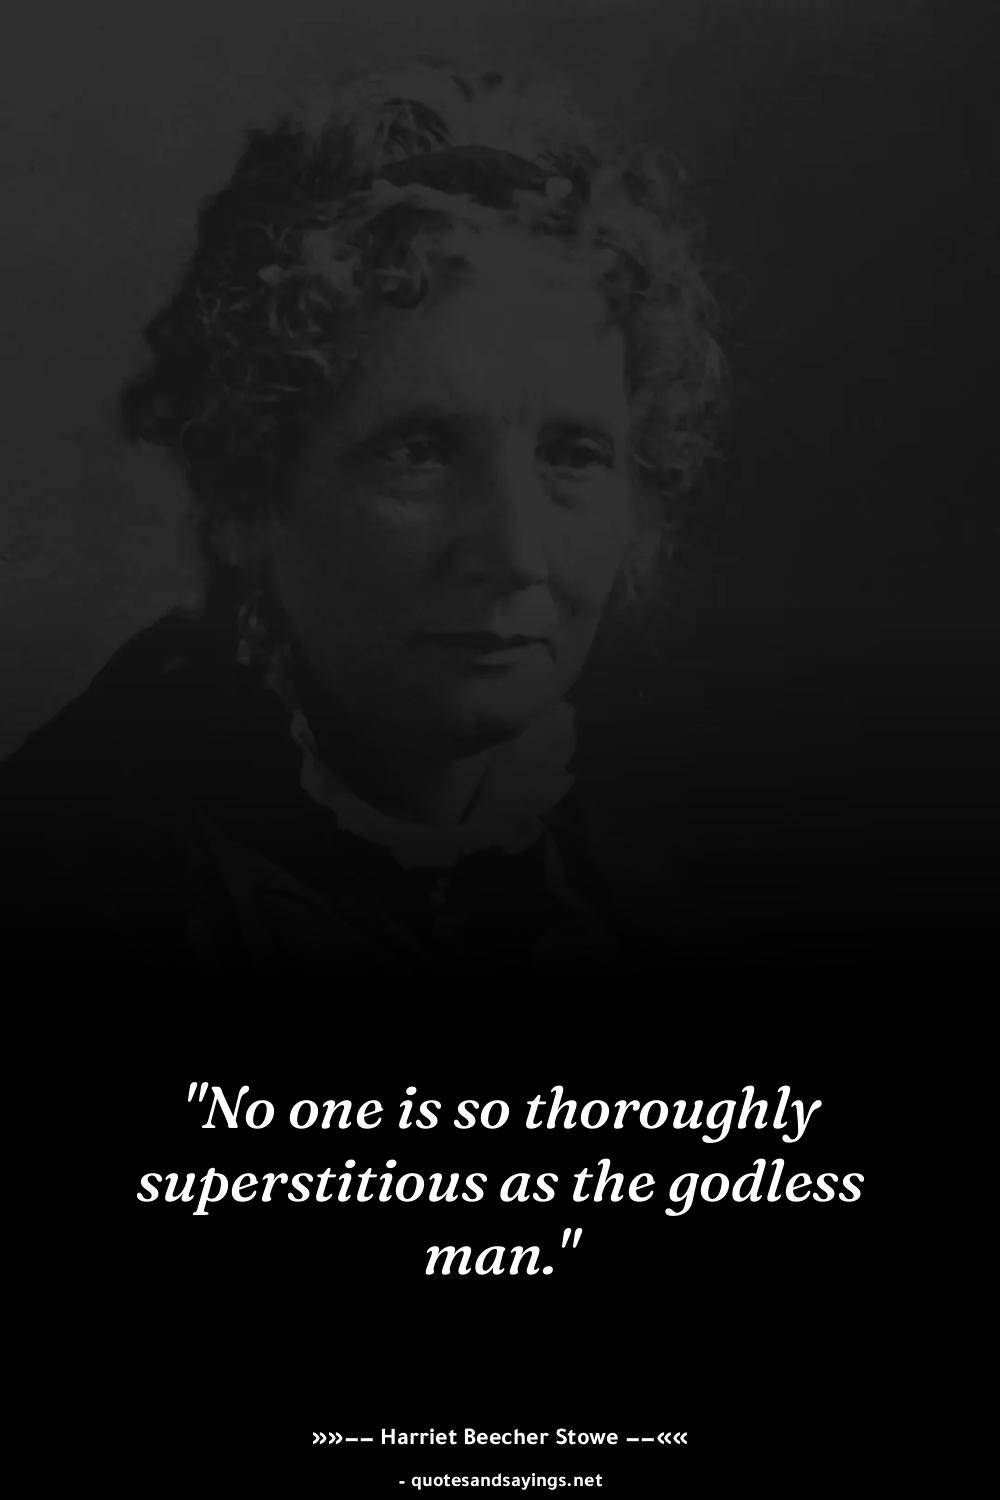 "No one is so thoroughly
superstitious as the godless
man."
»»−− Harriet Beecher Stowe −−««
- quotesandsayings.net